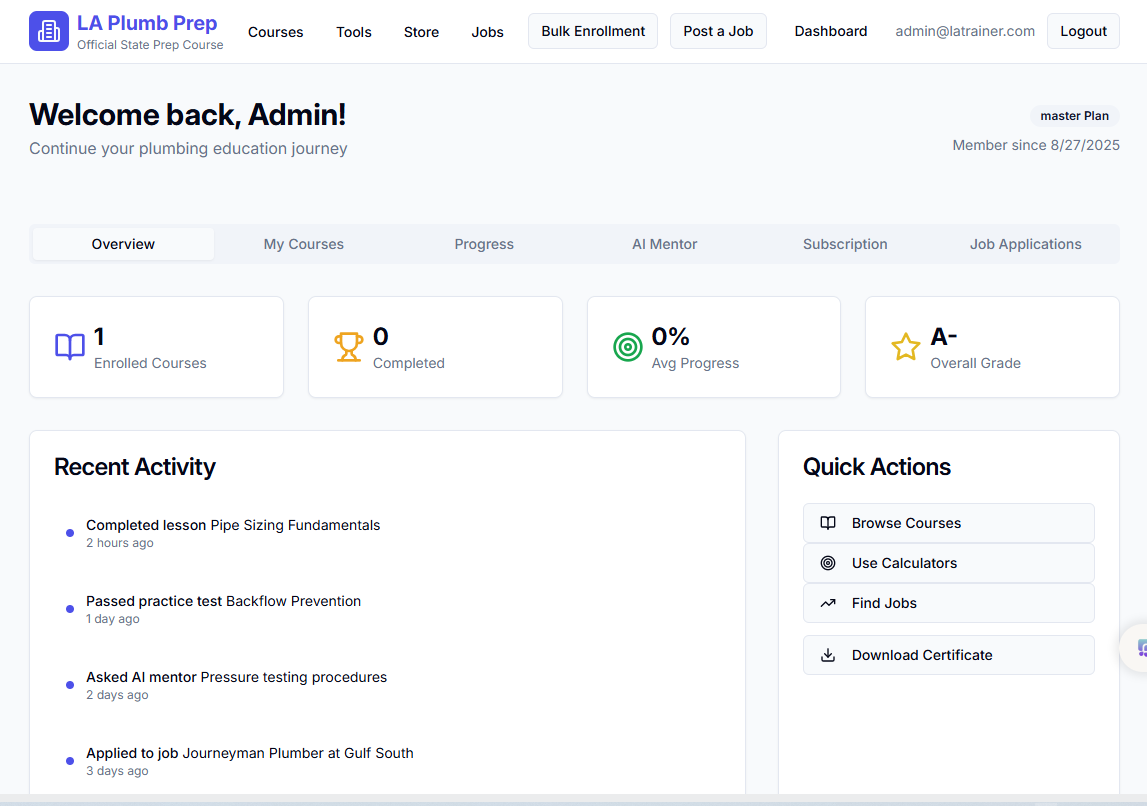 LA Plumb Prep
Official State Prep Course
Courses
Tools
Store
Jobs
Bulk Enrollment
Post a Job
Dashboard
admin@latrainer.com
Logout
Welcome back, Admin!
Continue your plumbing education journey
master Plan
Member since 8/27/2025
Overview
My Courses
Progress
AI Mentor
Subscription
Job Applications
1
Enrolled Courses
0
Completed
0%
Avg Progress
A-
Overall Grade
Recent Activity
Completed lesson Pipe Sizing Fundamentals
2 hours ago
Passed practice test Backflow Prevention
1 day ago
Asked AI mentor Pressure testing procedures
2 days ago
Applied to job Journeyman Plumber at Gulf South
3 days ago
Quick Actions
Browse Courses
Use Calculators
Find Jobs
Download Certificate